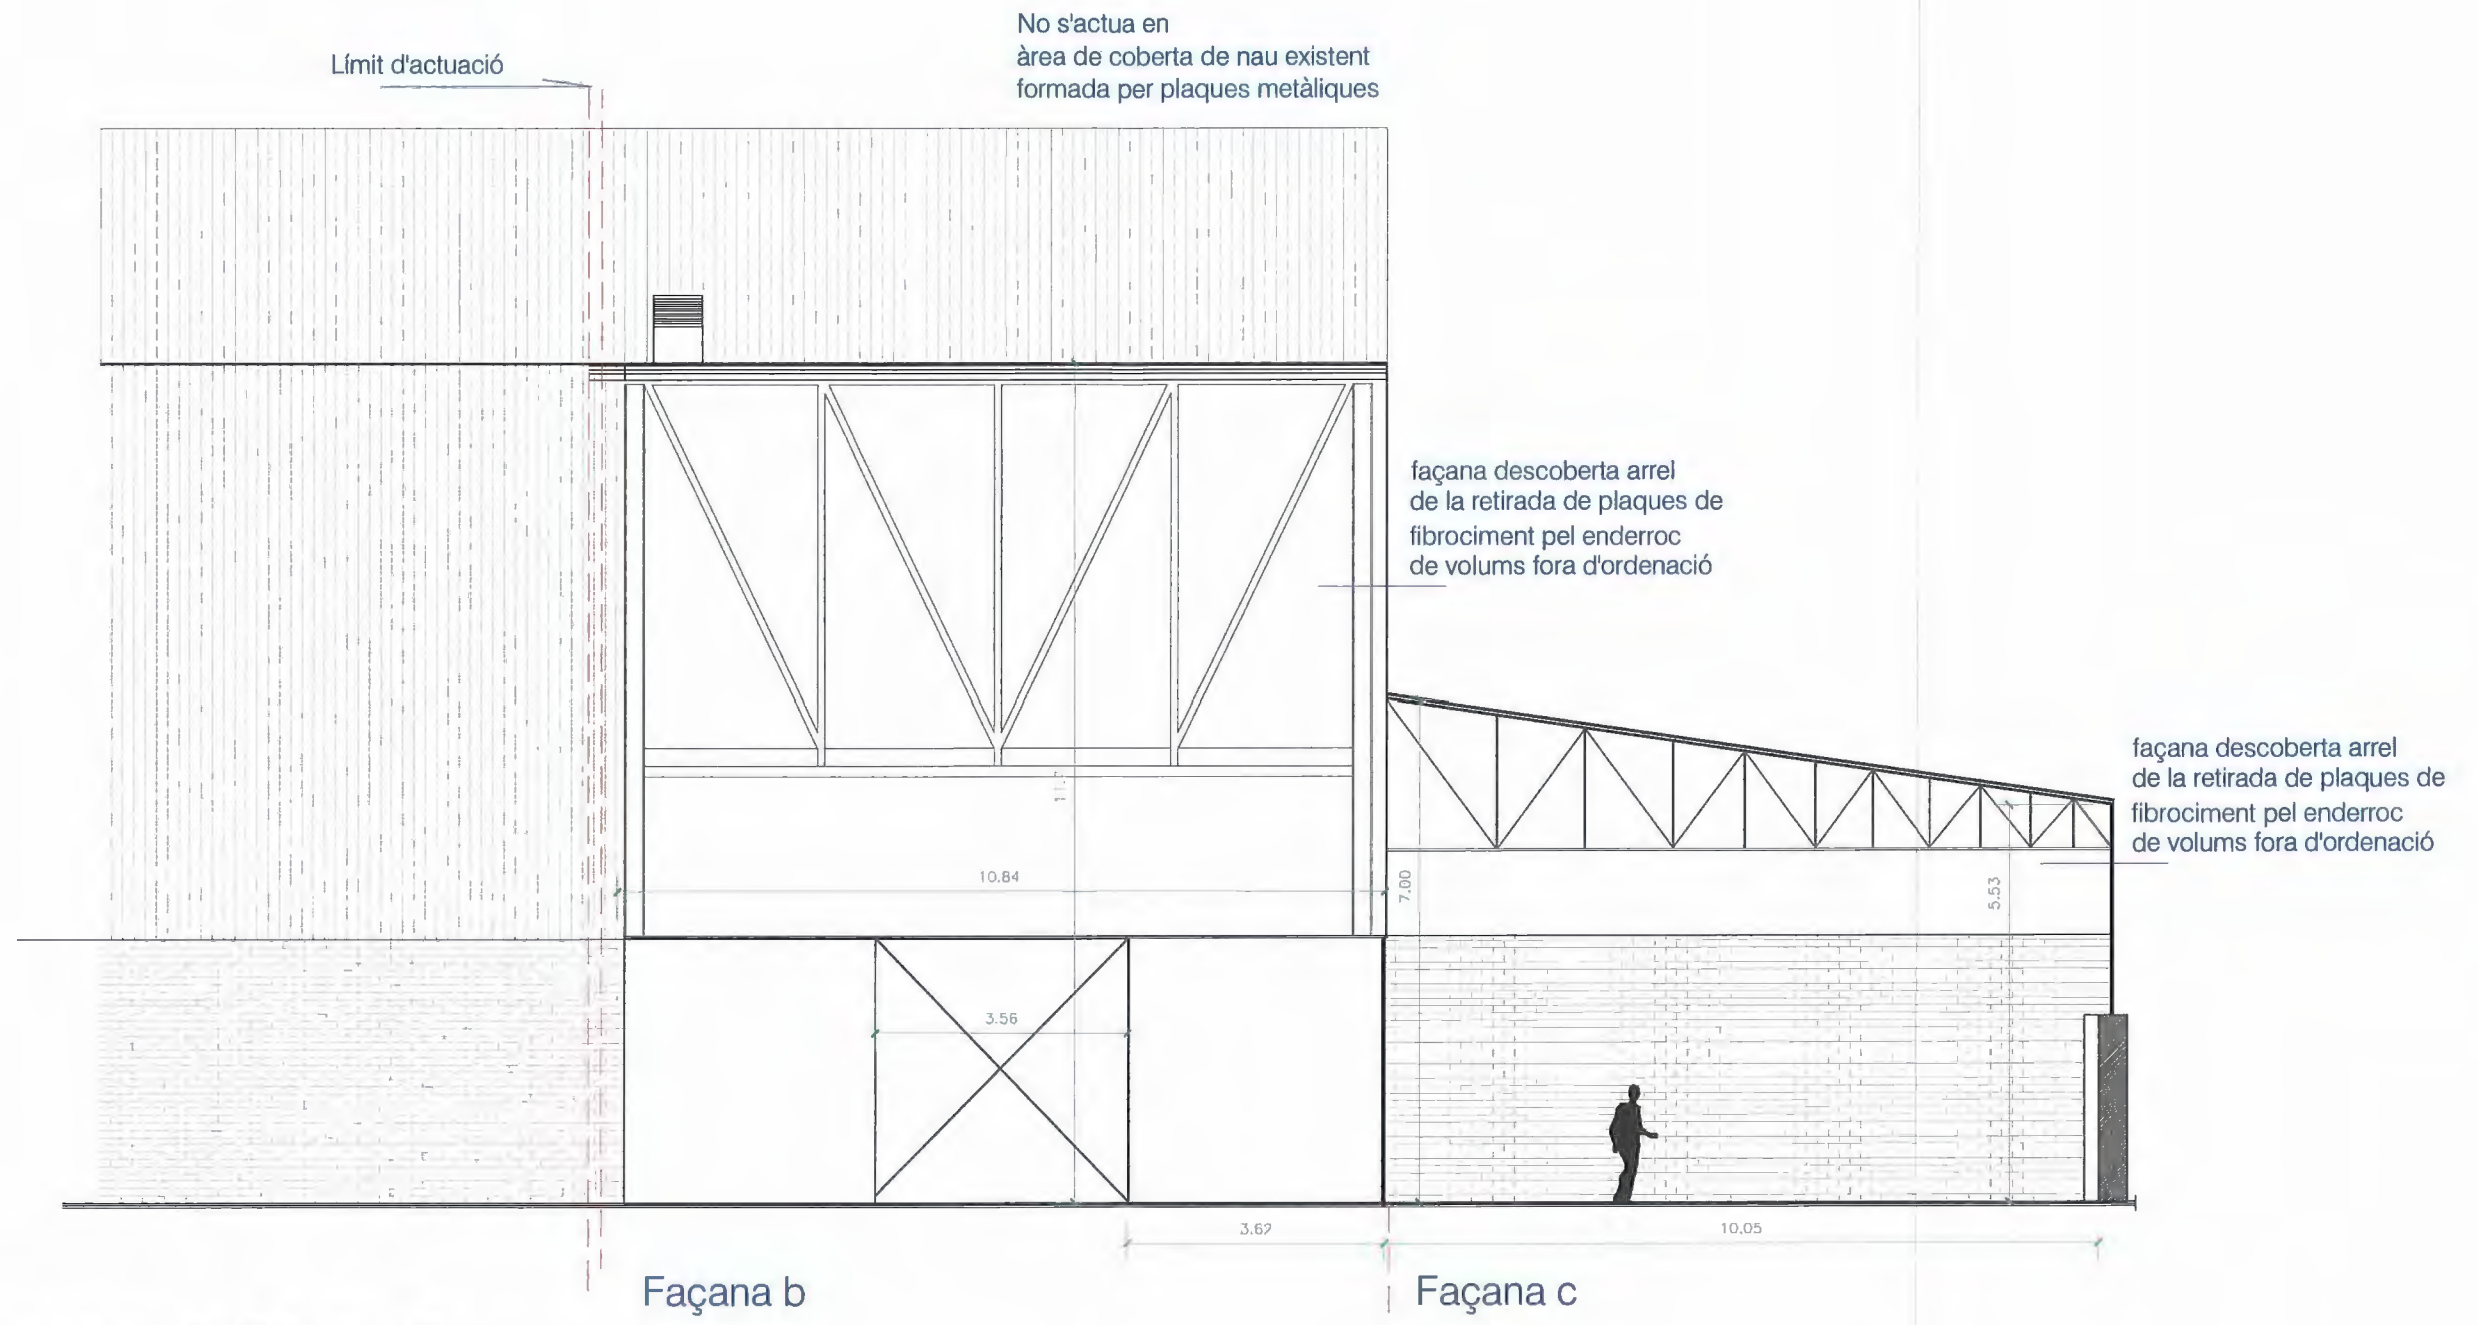 No s'actua en
àrea de coberta de nau existent
formada per plaques metàliques
Límit d'actuació
façana descoberta arrel
de la retirada de plaques de
fibrociment pel enderroc
de volums fora d'ordenació
façana descoberta arrel
de la retirada de plaques de
fibrociment pel enderroc
de volums fora d'ordenació
10.84
7.00
5.53
3.56
3.69
10.05
Façana b
Façana c